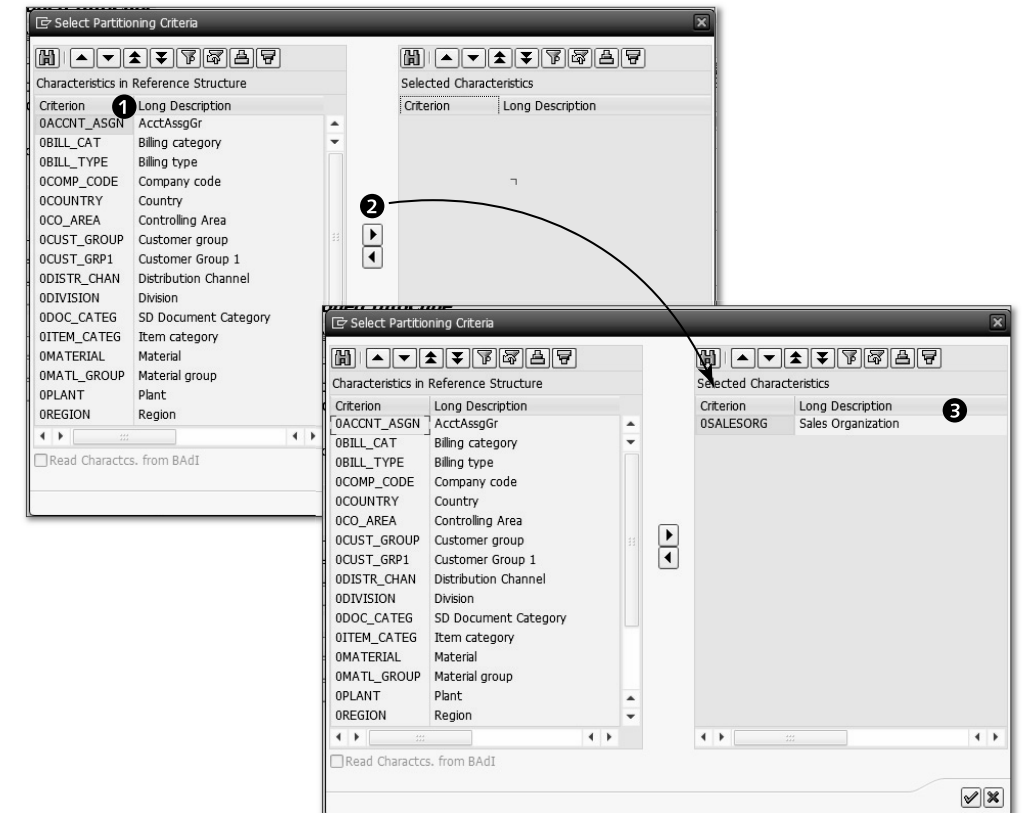 Select Partitioning Criteria
Characteristics in Reference Structure
Criterion Long Description
0ACCNT_ASGN AcctAssgGr
0BILL_CAT Billing category
0BILL_TYPE Billing type
0COMP_CODE Company code
0COUNTRY Country
0CO_AREA Controlling Area
0CUST_GROUP Customer group
0CUST_GRP1 Customer Group 1
0DISTR_CHAN Distribution Channel
0DIVISION Division
0DOC_CATEG SD Document Category
0ITEM_CATEG Item category
0MATERIAL Material
0MATL_GROUP Material group
0PLANT Plant
0REGION Region
Read Charactcs. from BAdI
1
2
Selected Characteristics
Criterion Long Description
Select Partitioning Criteria
Characteristics in Reference Structure
Criterion Long Description
0ACCNT_ASGN AcctAssgGr
0BILL_CAT Billing category
0BILL_TYPE Billing type
0COMP_CODE Company code
0COUNTRY Country
0CO_AREA Controlling Area
0CUST_GROUP Customer group
0CUST_GRP1 Customer Group 1
0DISTR_CHAN Distribution Channel
0DIVISION Division
0DOC_CATEG SD Document Category
0ITEM_CATEG Item category
0MATERIAL Material
0MATL_GROUP Material group
0PLANT Plant
0REGION Region
Read Charactcs. from BAdI
Selected Characteristics
Criterion Long Description
3
0SALESORG Sales Organization